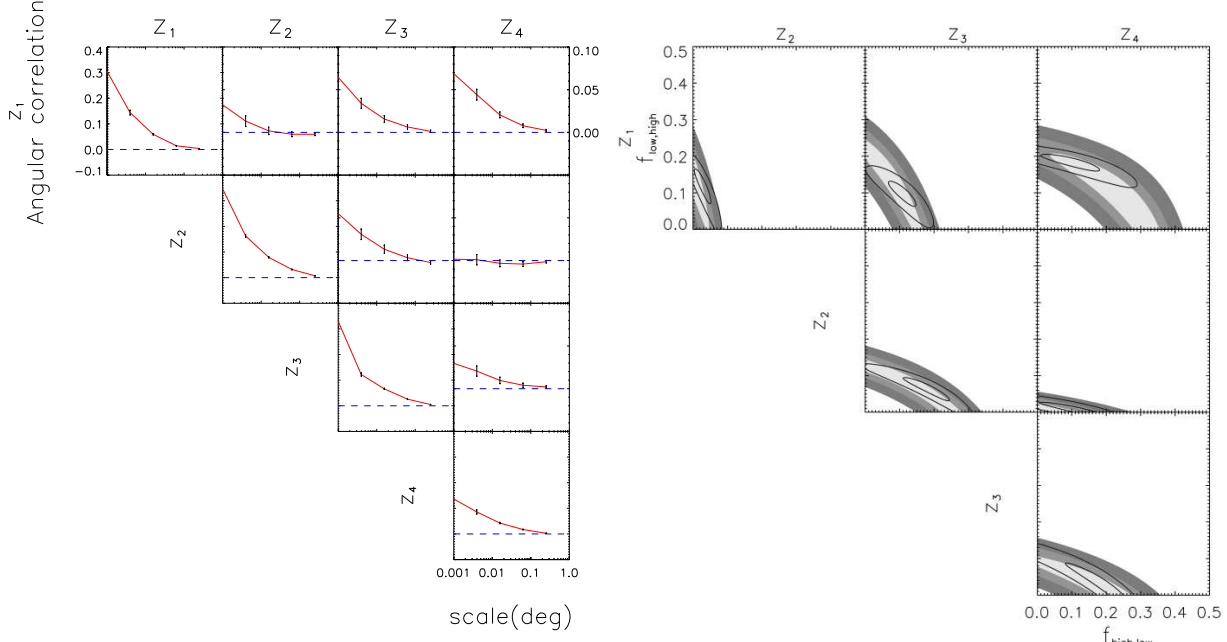 Z₁ Z₂ Z₃ Z₄
Angular correlation
Z₁
0.4
0.3
0.2
0.1
0.0
−0.1
0.10
0.05
0.00
Z₂
Z₃
Z₄
0.001 0.01 0.1 1.0
scale(deg)
Z₂ Z₃ Z₄
Z₁
f_low,high
0.5
0.4
0.3
0.2
0.1
0.0
Z₂
Z₃
0.0 0.1 0.2 0.3 0.4 0.5
f_high,low